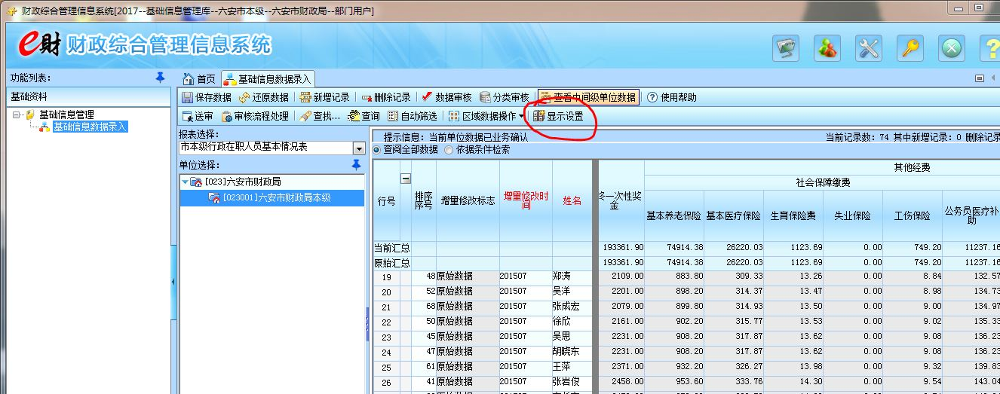 财政综合管理信息系统[2017--基础信息管理库--六安市本级--六安市财政局--部门用户]
e财 财政综合管理信息系统
功能列表:
首页 基础信息数据录入
基础资料
保存数据 还原数据 新增记录 删除记录 数据审核 分类审核 查看中间级单位数据 使用帮助
基础信息管理
基础信息数据录入
送审 审核流程处理 查找... 查询 自动筛选 区域数据操作 显示设置
报表选择:
市本级行政在职人员基本情况表
单位选择:
[023]六安市财政局
[023001]六安市财政局本级
提示信息: 当前单位数据已业务确认 当前记录数: 74 其中新增记录: 0 删除记录
查阅全部数据 依据条件检索
其他经费
社会保障缴费
行号 排序序号 增量修改标志 增量修改时间 姓名 终一次性奖金 基本养老保险 基本医疗保险 生育保险费 失业保险 工伤保险 公务员医疗补助
当前汇总 193361.90 74914.38 26220.03 1123.69 0.00 749.20 11237.16
原始汇总 193361.90 74914.38 26220.03 1123.69 0.00 749.20 11237.16
19 48 原始数据 201507 郑涛 2109.00 883.80 309.33 13.26 0.00 8.84 132.57
20 52 原始数据 201507 吴洋 2201.00 898.20 314.37 13.47 0.00 8.98 134.73
21 68 原始数据 201507 张成宏 2079.00 899.80 314.93 13.50 0.00 9.00 134.97
22 50 原始数据 201507 徐欣 2161.00 902.20 315.77 13.53 0.00 9.02 135.33
23 45 原始数据 201507 吴思 2231.00 908.20 317.87 13.62 0.00 9.08 136.23
24 47 原始数据 201507 胡晓东 2231.00 908.20 317.87 13.62 0.00 9.08 136.23
25 61 原始数据 201507 王萍 2371.00 932.20 326.27 13.98 0.00 9.32 139.83
26 41 原始数据 201507 张岩俊 2458.00 953.60 333.76 14.30 0.00 9.54 143.04